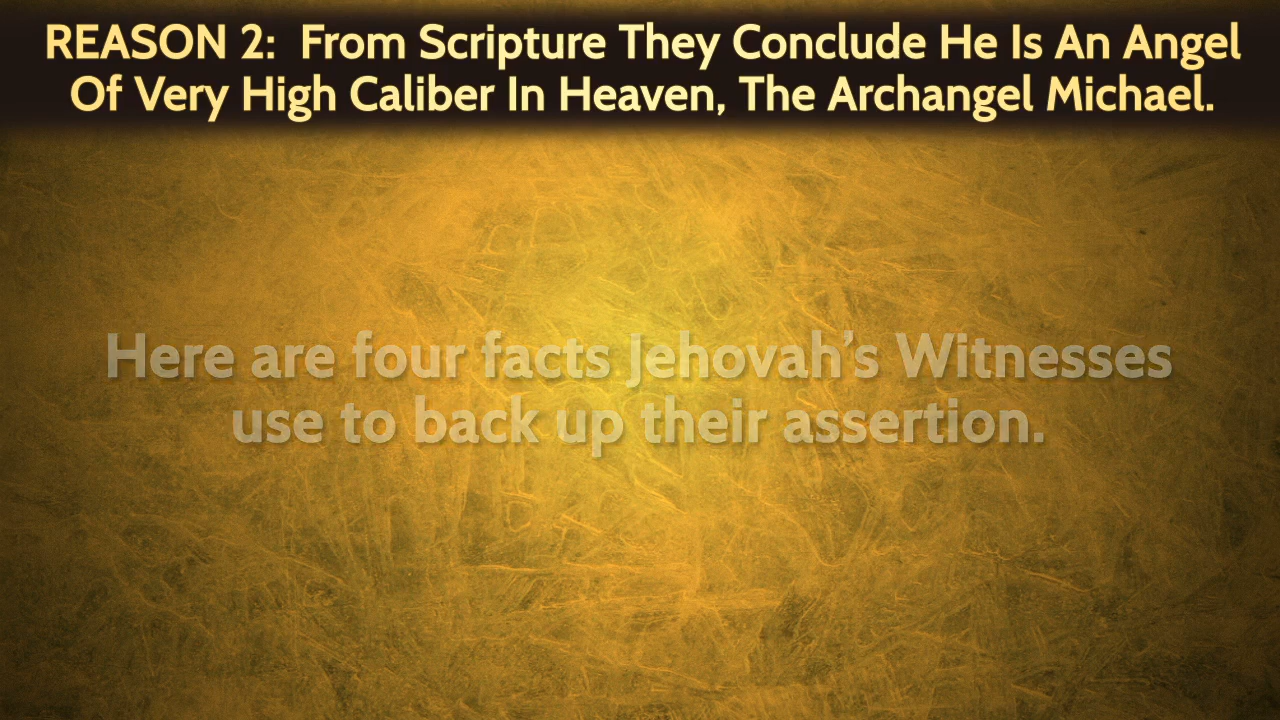 REASON 2:  From Scripture They Conclude He Is An Angel
Of Very High Caliber In Heaven, The Archangel Michael.
Here are four facts Jehovah’s Witnesses
use to back up their assertion.